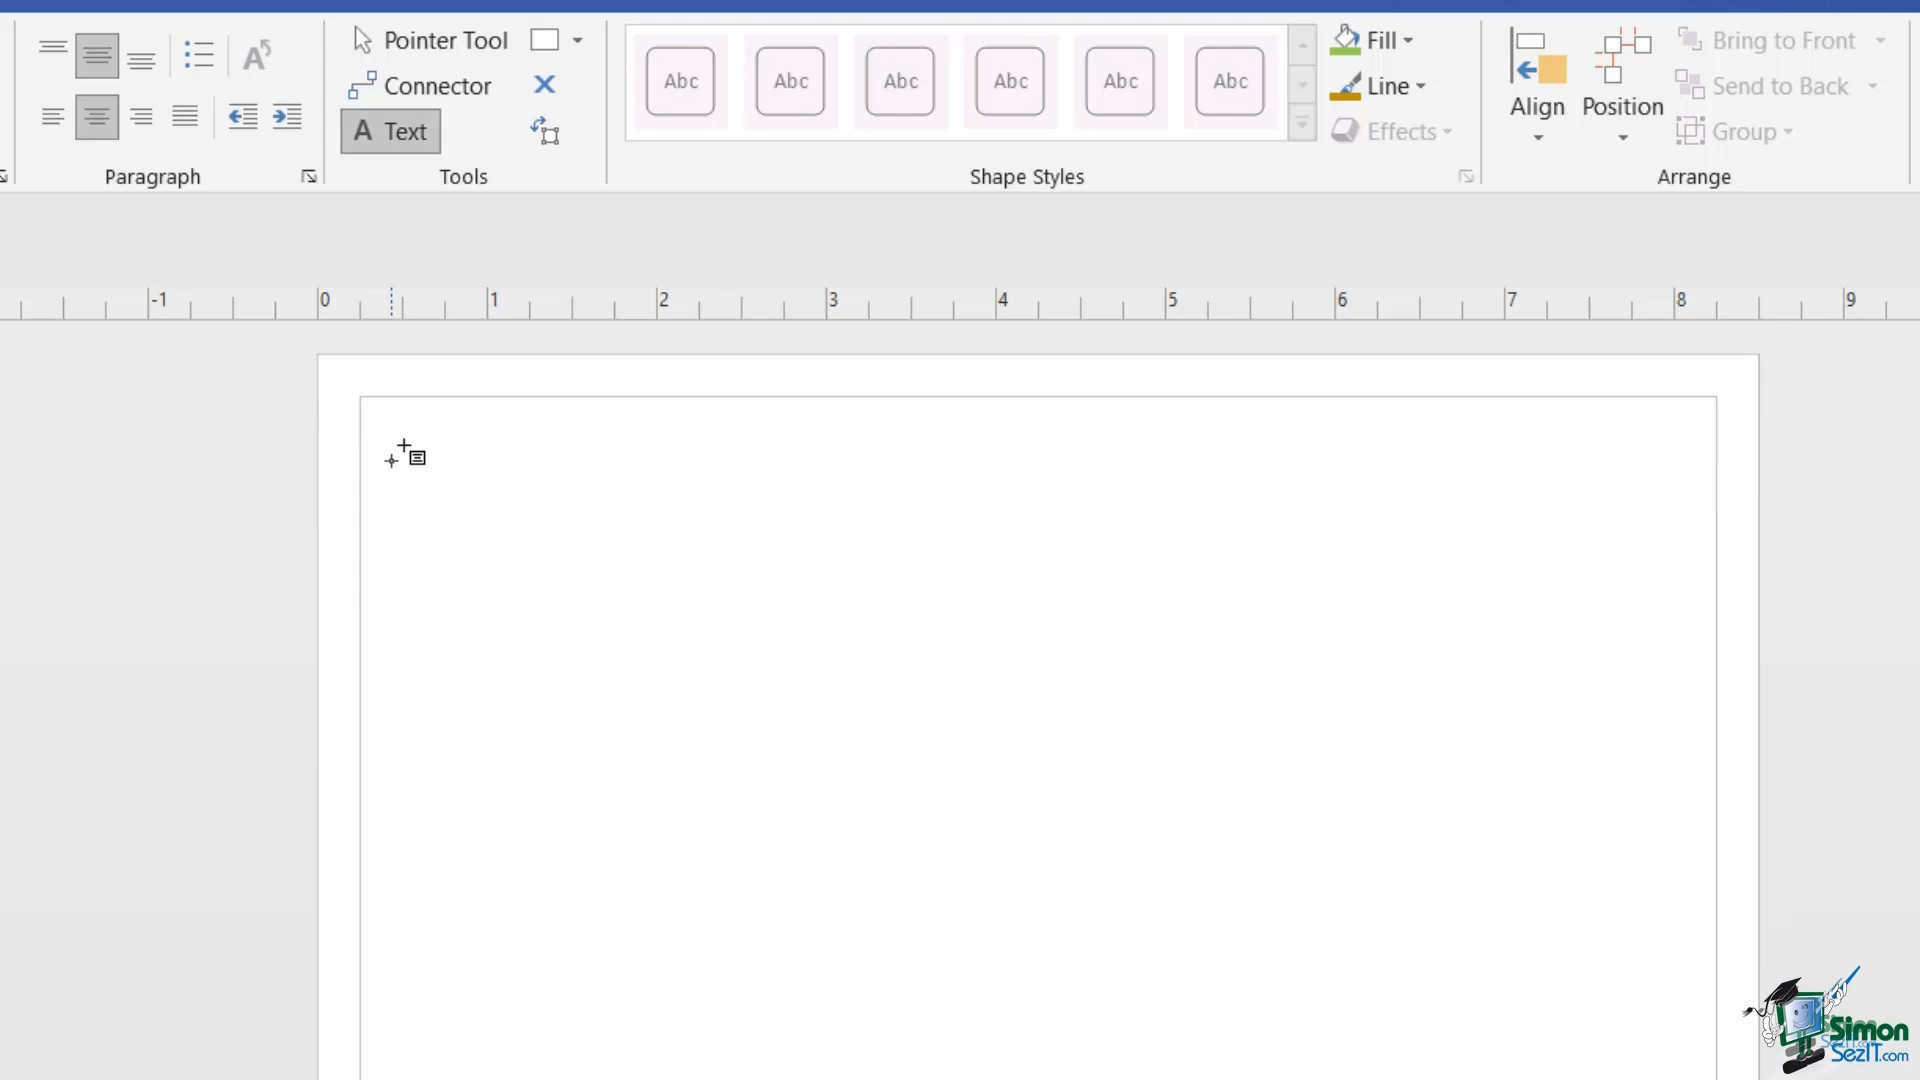 Pointer Tool
Connector
A Text
Paragraph
Tools
Abc Abc Abc Abc Abc Abc
Shape Styles
Fill
Line
Effects
Align
Position
Bring to Front
Send to Back
Group
Arrange
-1 0 1 2 3 4 5 6 7 8 9
Simon
SezIT.com